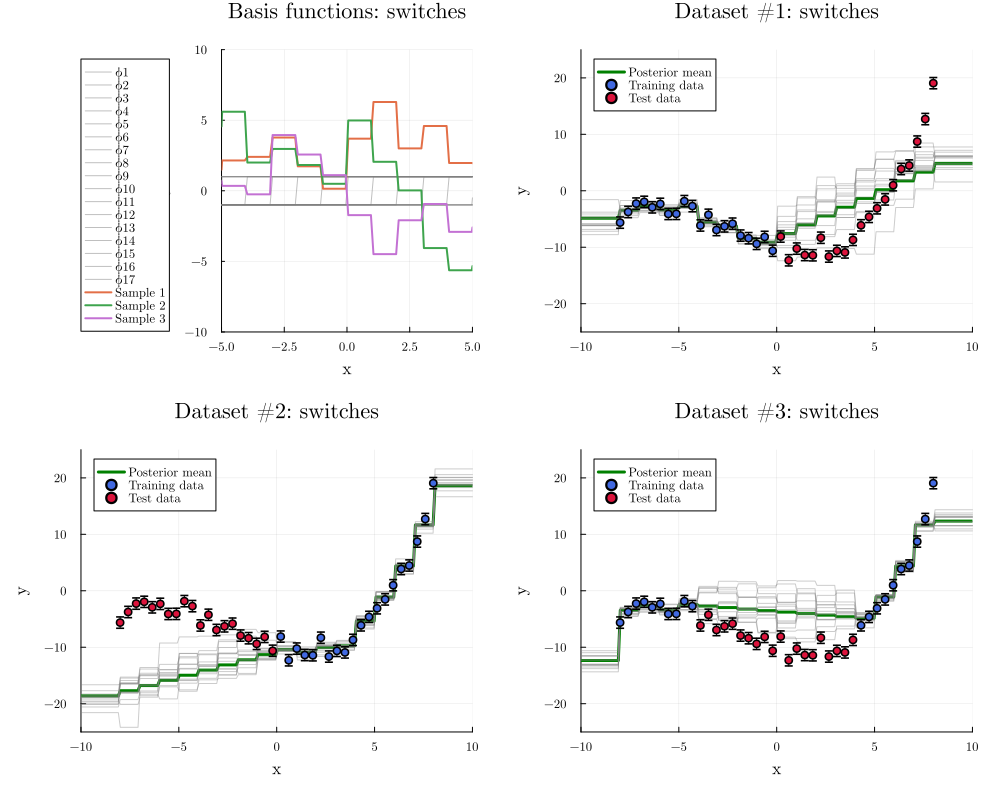 Basis functions: switches
ϕ1
ϕ2
ϕ3
ϕ4
ϕ5
ϕ6
ϕ7
ϕ8
ϕ9
ϕ10
ϕ11
ϕ12
ϕ13
ϕ14
ϕ15
ϕ16
ϕ17
Sample 1
Sample 2
Sample 3
10
5
0
−5
−10
−5.0 −2.5 0.0 2.5 5.0
x
Dataset #1: switches
Posterior mean
Training data
Test data
y
20
10
0
−10
−20
−10 −5 0 5 10
x
Dataset #2: switches
Posterior mean
Training data
Test data
y
20
10
0
−10
−20
−10 −5 0 5 10
x
Dataset #3: switches
Posterior mean
Training data
Test data
y
20
10
0
−10
−20
−10 −5 0 5 10
x